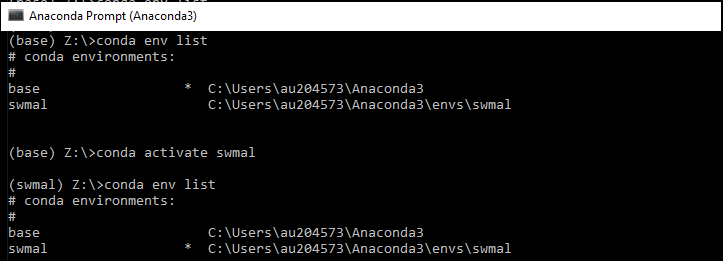 Anaconda Prompt (Anaconda3)
(base) Z:\>conda env list
# conda environments:
#
base                  *  C:\Users\au204573\Anaconda3
swmal                    C:\Users\au204573\Anaconda3\envs\swmal
(base) Z:\>conda activate swmal
(swmal) Z:\>conda env list
# conda environments:
#
base                     C:\Users\au204573\Anaconda3
swmal                 *  C:\Users\au204573\Anaconda3\envs\swmal